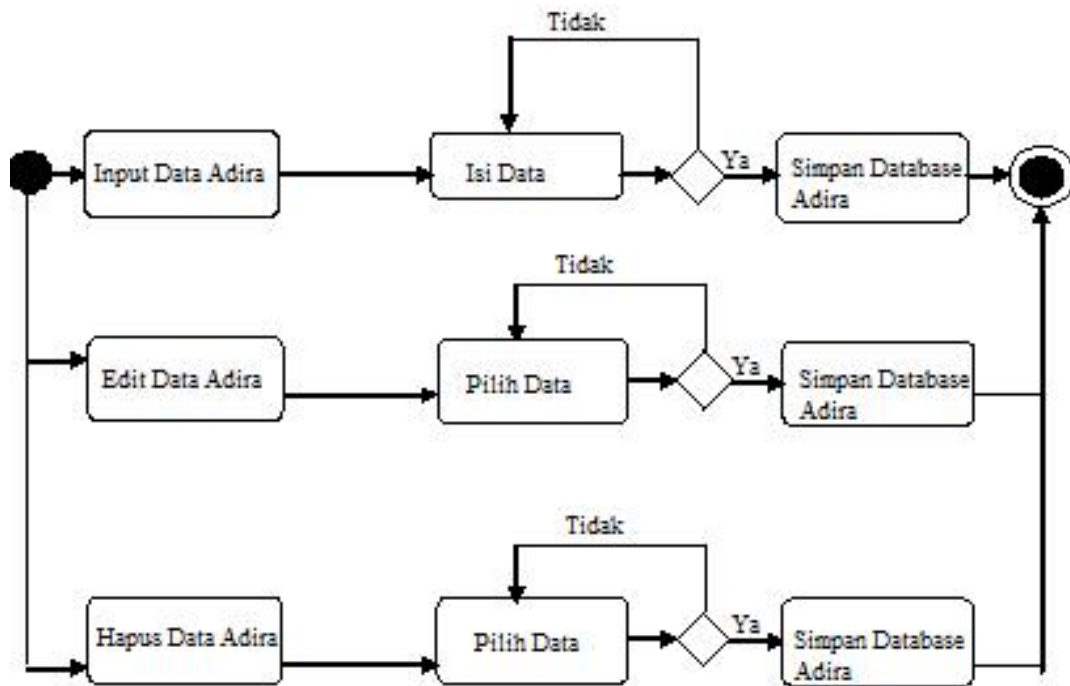 Tidak
Input Data Adira
Isi Data
Ya
Simpan Database
Adira
Tidak
Edit Data Adira
Pilih Data
Ya
Simpan Database
Adira
Tidak
Hapus Data Adira
Pilih Data
Ya
Simpan Database
Adira